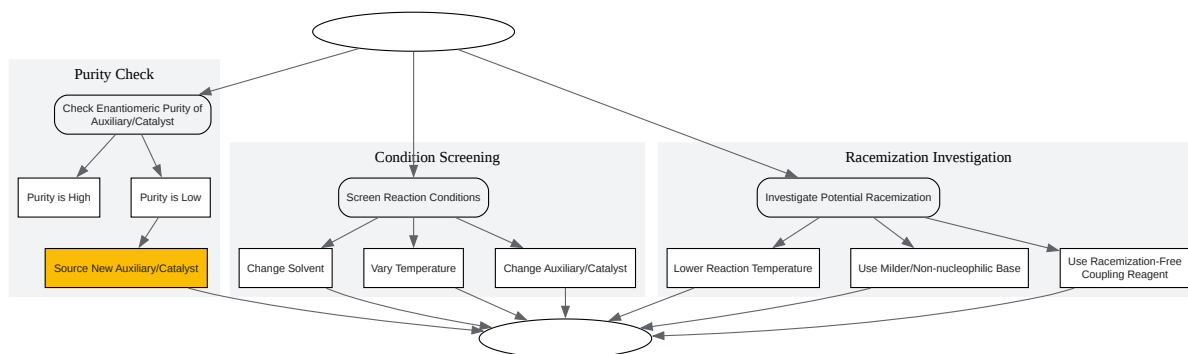 Purity Check
Check Enantiomeric Purity of
Auxiliary/Catalyst
Purity is High
Purity is Low
Source New Auxiliary/Catalyst
Condition Screening
Screen Reaction Conditions
Change Solvent
Vary Temperature
Change Auxiliary/Catalyst
Racemization Investigation
Investigate Potential Racemization
Lower Reaction Temperature
Use Milder/Non-nucleophilic Base
Use Racemization-Free
Coupling Reagent